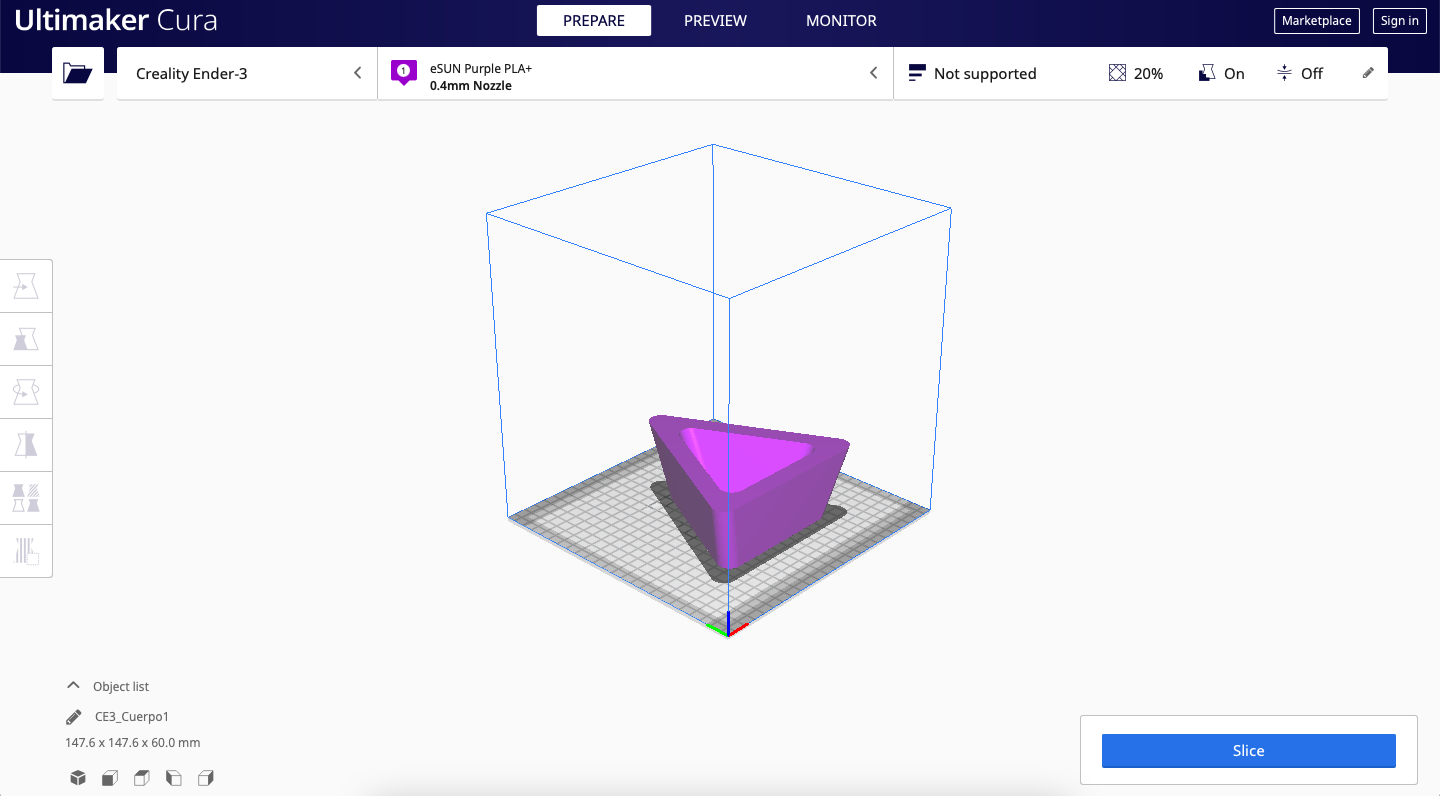 Ultimaker Cura
PREPARE
PREVIEW
MONITOR
Marketplace
Sign in
Creality Ender-3
1
eSUN Purple PLA+
0.4mm Nozzle
Not supported
20%
On
Off
Object list
CE3_Cuerpo1
147.6 x 147.6 x 60.0 mm
Slice